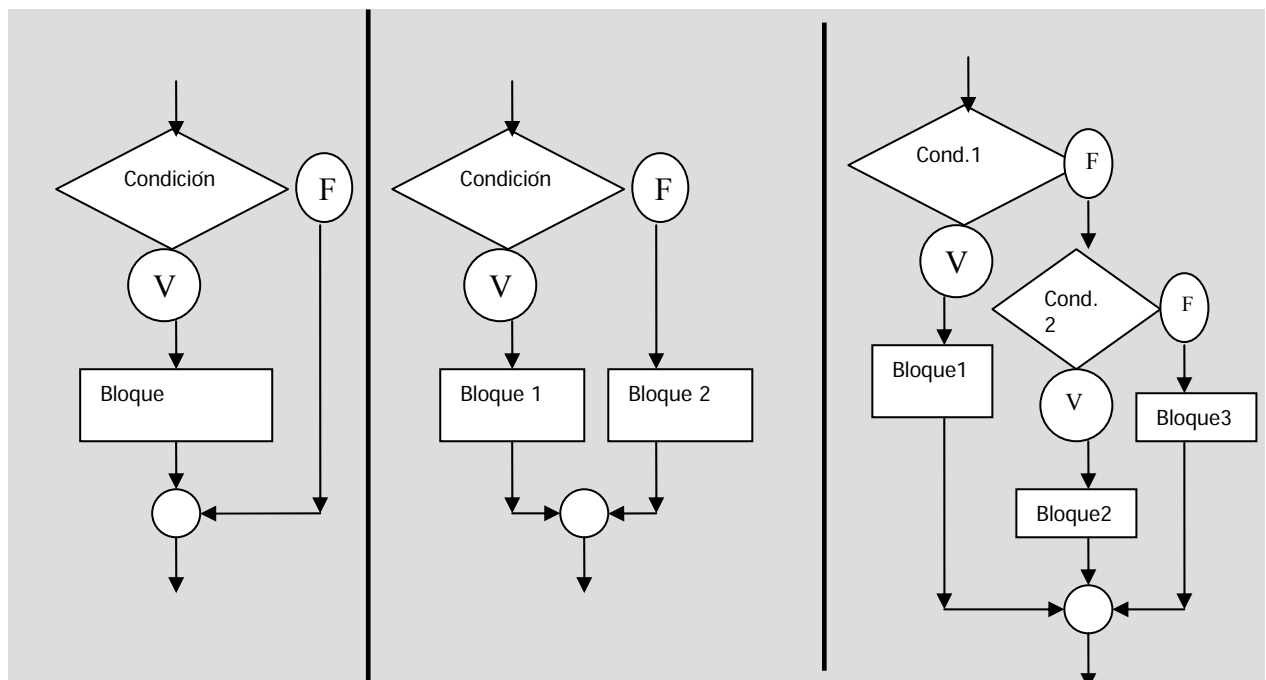 Condición
F
V
Bloque
Condición
F
V
Bloque 1
Bloque 2
Cond.1
F
V
Cond.
2
F
Bloque1
V
Bloque3
Bloque2